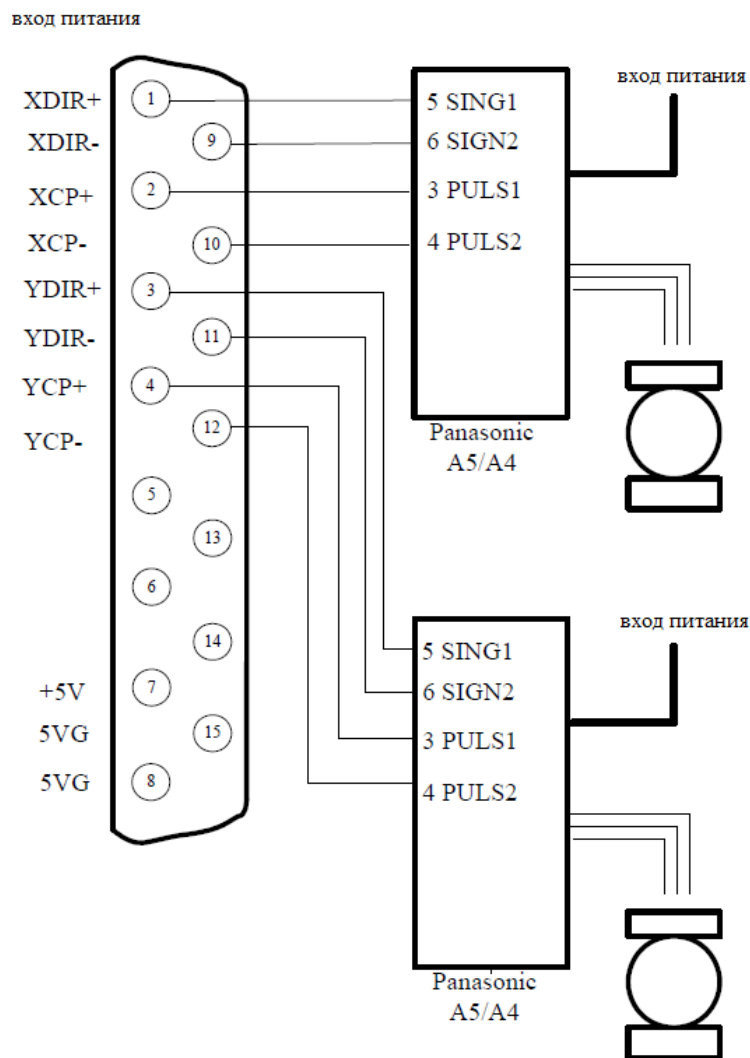 вход питания
XDIR+
1
XDIR-
9
XCP+
2
XCP-
10
YDIR+
3
YDIR-
11
YCP+
4
YCP-
12
5
13
6
14
+5V
7
5VG
15
5VG
8
5 SING1
6 SIGN2
3 PULS1
4 PULS2
Panasonic
A5/A4
вход питания
5 SING1
6 SIGN2
3 PULS1
4 PULS2
Panasonic
A5/A4
вход питания